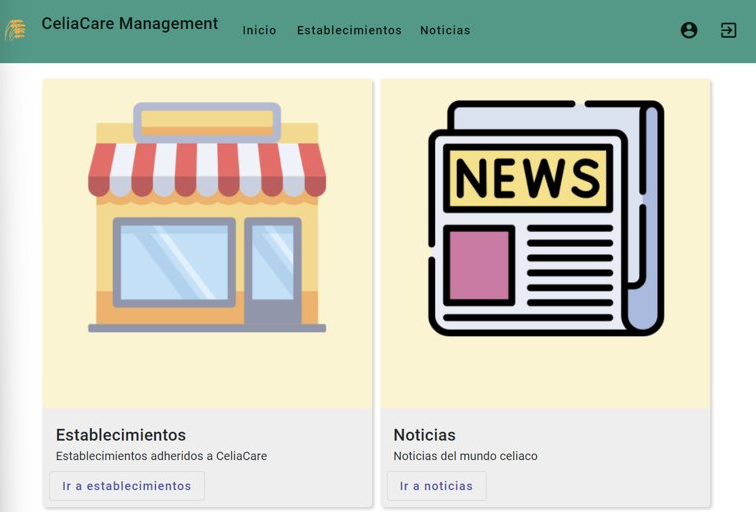 CeliaCare Management
Inicio
Establecimientos
Noticias
NEWS
Establecimientos
Establecimientos adheridos a CeliaCare
Ir a establecimientos
Noticias
Noticias del mundo celiaco
Ir a noticias